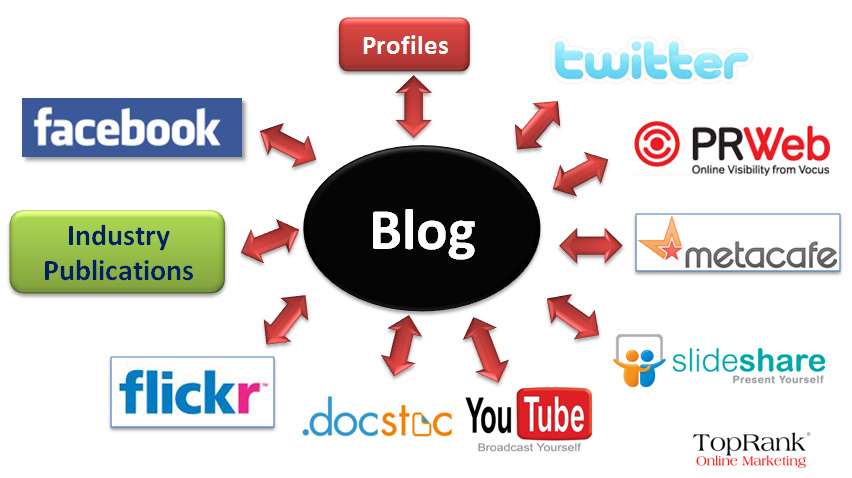 Profiles
twitter
facebook
PRWeb
Online Visibility from Vocus
Blog
Industry
Publications
metacafe
slideshare
Present Yourself
flickr™
.docstoc
YouTube
Broadcast Yourself
TopRank®
Online Marketing